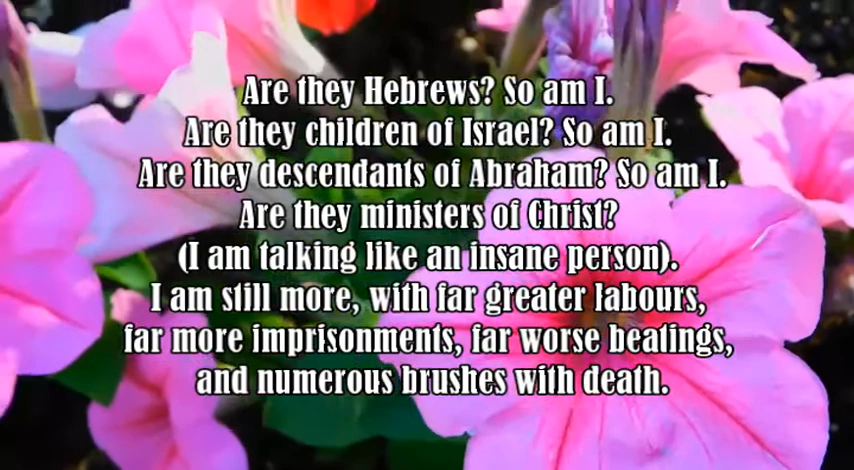 Are they Hebrews? So am I.
Are they children of Israel? So am I.
Are they descendants of Abraham? So am I.
Are they ministers of Christ?
(I am talking like an insane person).
I am still more, with far greater labours,
far more imprisonments, far worse beatings,
and numerous brushes with death.